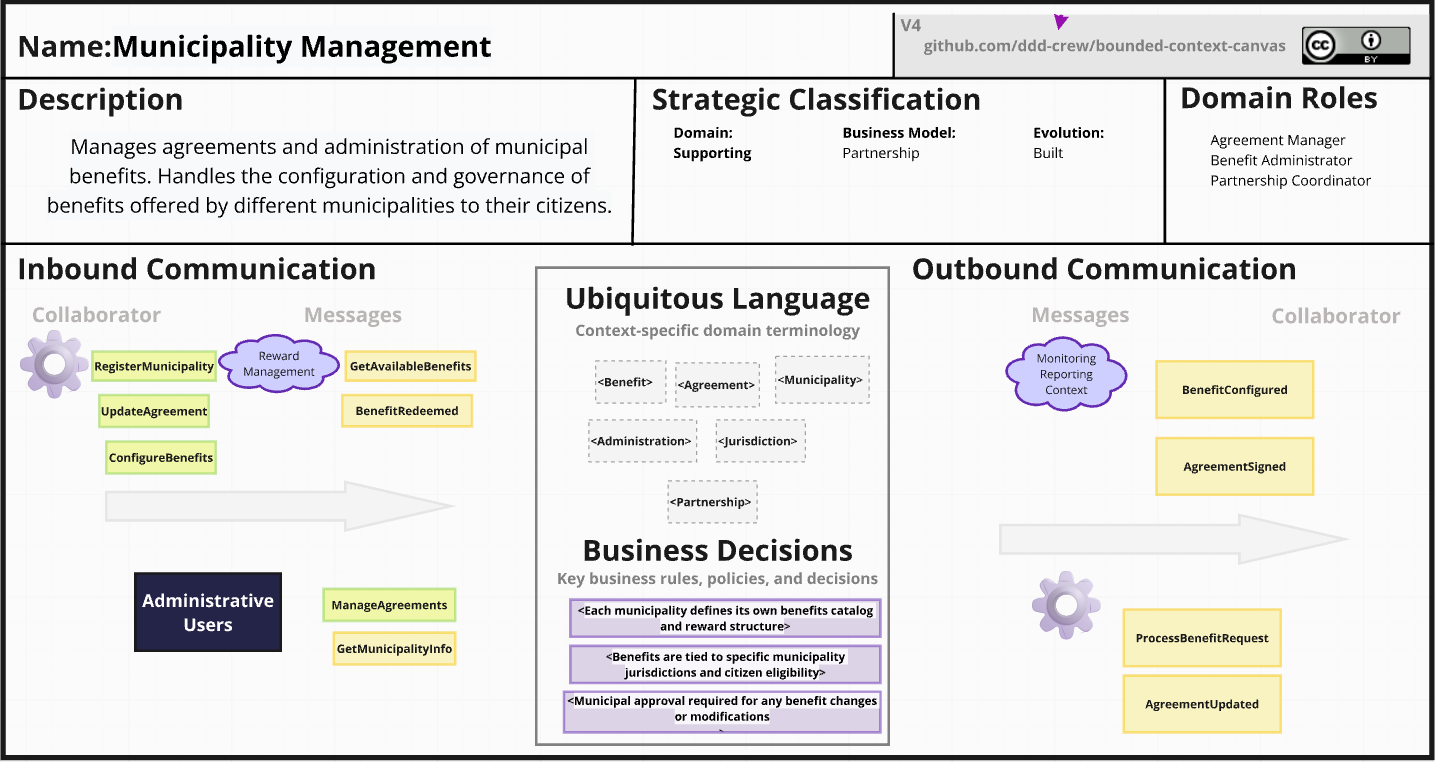 Name:Municipality Management
V4
github.com/ddd-crew/bounded-context-canvas
cc
BY
Description
Manages agreements and administration of municipal
benefits. Handles the configuration and governance of
benefits offered by different municipalities to their citizens.
Strategic Classification
Domain:
Supporting
Business Model:
Partnership
Evolution:
Built
Domain Roles
Agreement Manager
Benefit Administrator
Partnership Coordinator
Inbound Communication
Collaborator
Messages
RegisterMunicipality
Reward
Management
GetAvailableBenefits
UpdateAgreement
BenefitRedeemed
ConfigureBenefits
Administrative
Users
ManageAgreements
GetMunicipalityInfo
Ubiquitous Language
Context-specific domain terminology
<Benefit>
<Agreement>
<Municipality>
<Administration>
<Jurisdiction>
<Partnership>
Business Decisions
Key business rules, policies, and decisions
<Each municipality defines its own benefits catalog
and reward structure>
<Benefits are tied to specific municipality
jurisdictions and citizen eligibility>
<Municipal approval required for any benefit changes
or modifications
>
Outbound Communication
Messages
Collaborator
Monitoring
Reporting
Context
BenefitConfigured
AgreementSigned
ProcessBenefitRequest
AgreementUpdated